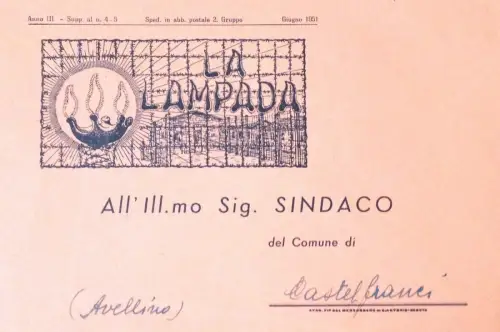 Anno III - Supp. al n. 4-5 Sped. in abb. postale 2. Gruppo Giugno 1951
LA
LAMPADA
All'Ill.mo Sig. SINDACO
del Comune di
Castelfranci
(Avellino)